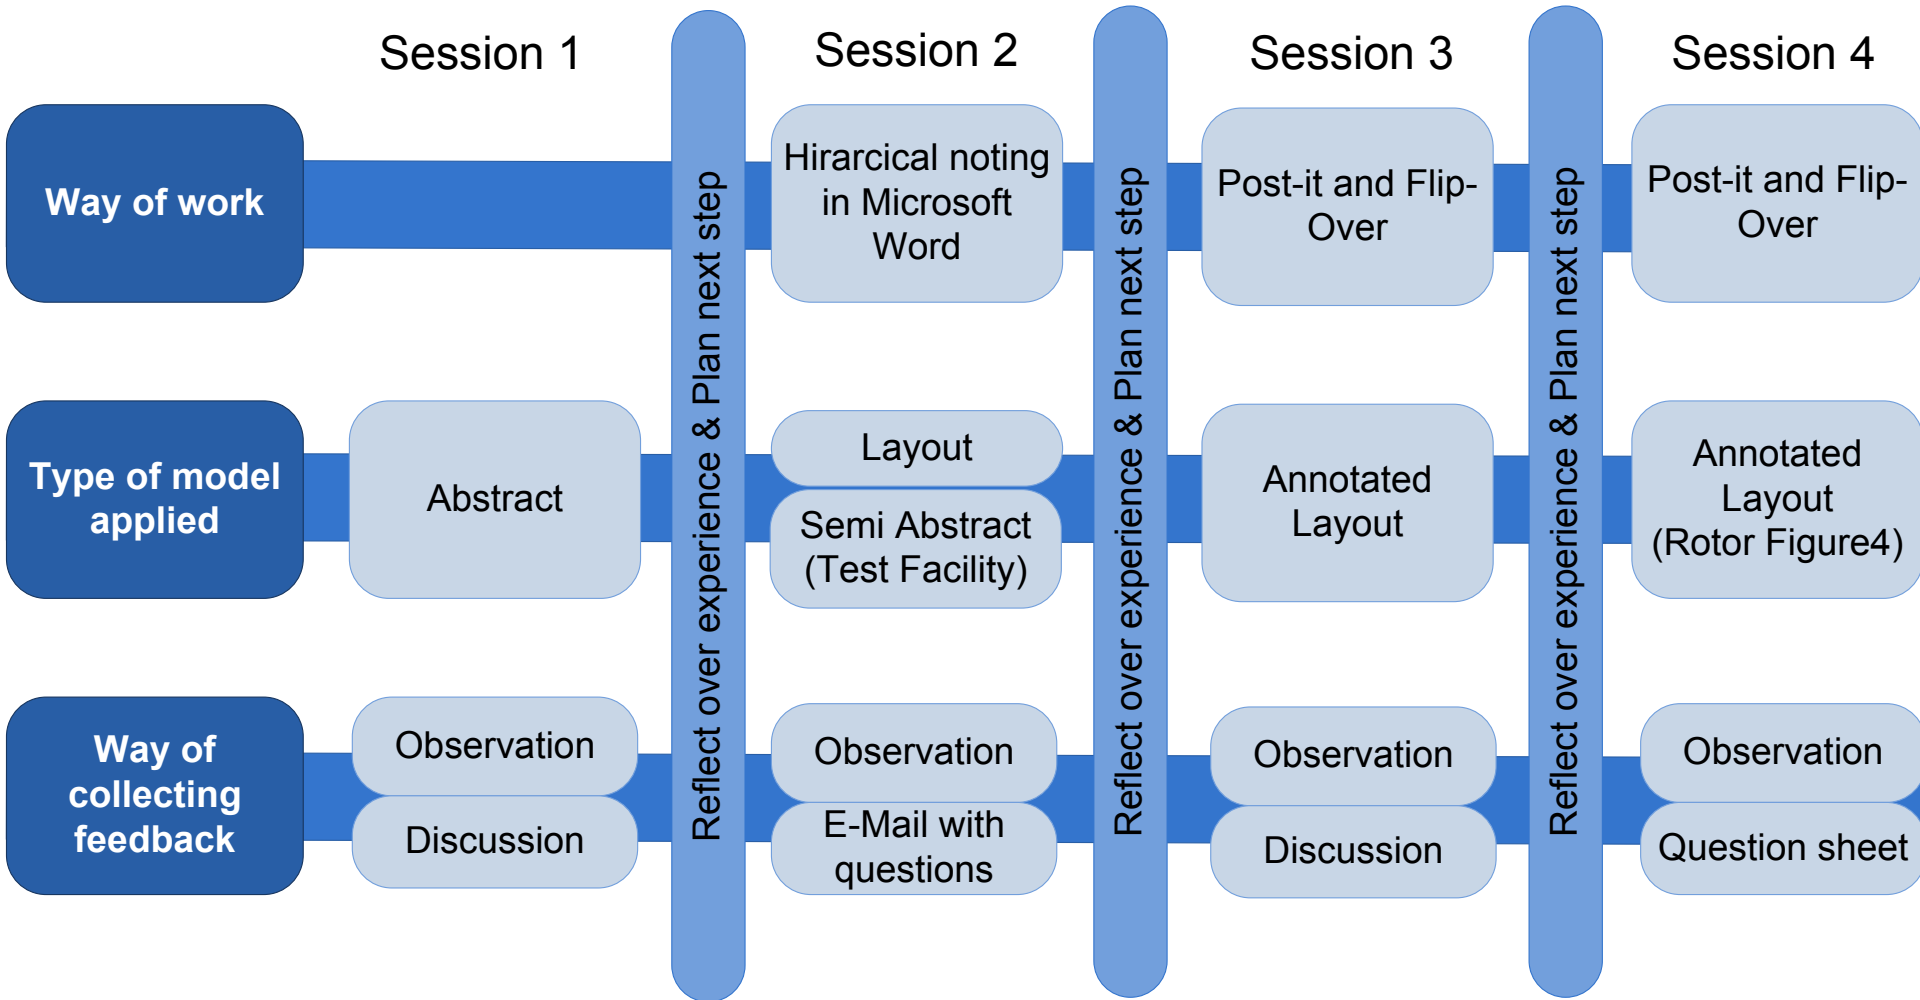 Session 1
Session 2
Session 3
Session 4
Way of work
Hirarcical noting
in Microsoft
Word
Post-it and Flip-
Over
Post-it and Flip-
Over
Type of model
applied
Abstract
Layout
Semi Abstract
(Test Facility)
Annotated
Layout
Annotated
Layout
(Rotor Figure4)
Way of
collecting
feedback
Observation
Discussion
Observation
E-Mail with
questions
Observation
Discussion
Observation
Question sheet
Reflect over experience & Plan next step
Reflect over experience & Plan next step
Reflect over experience & Plan next step